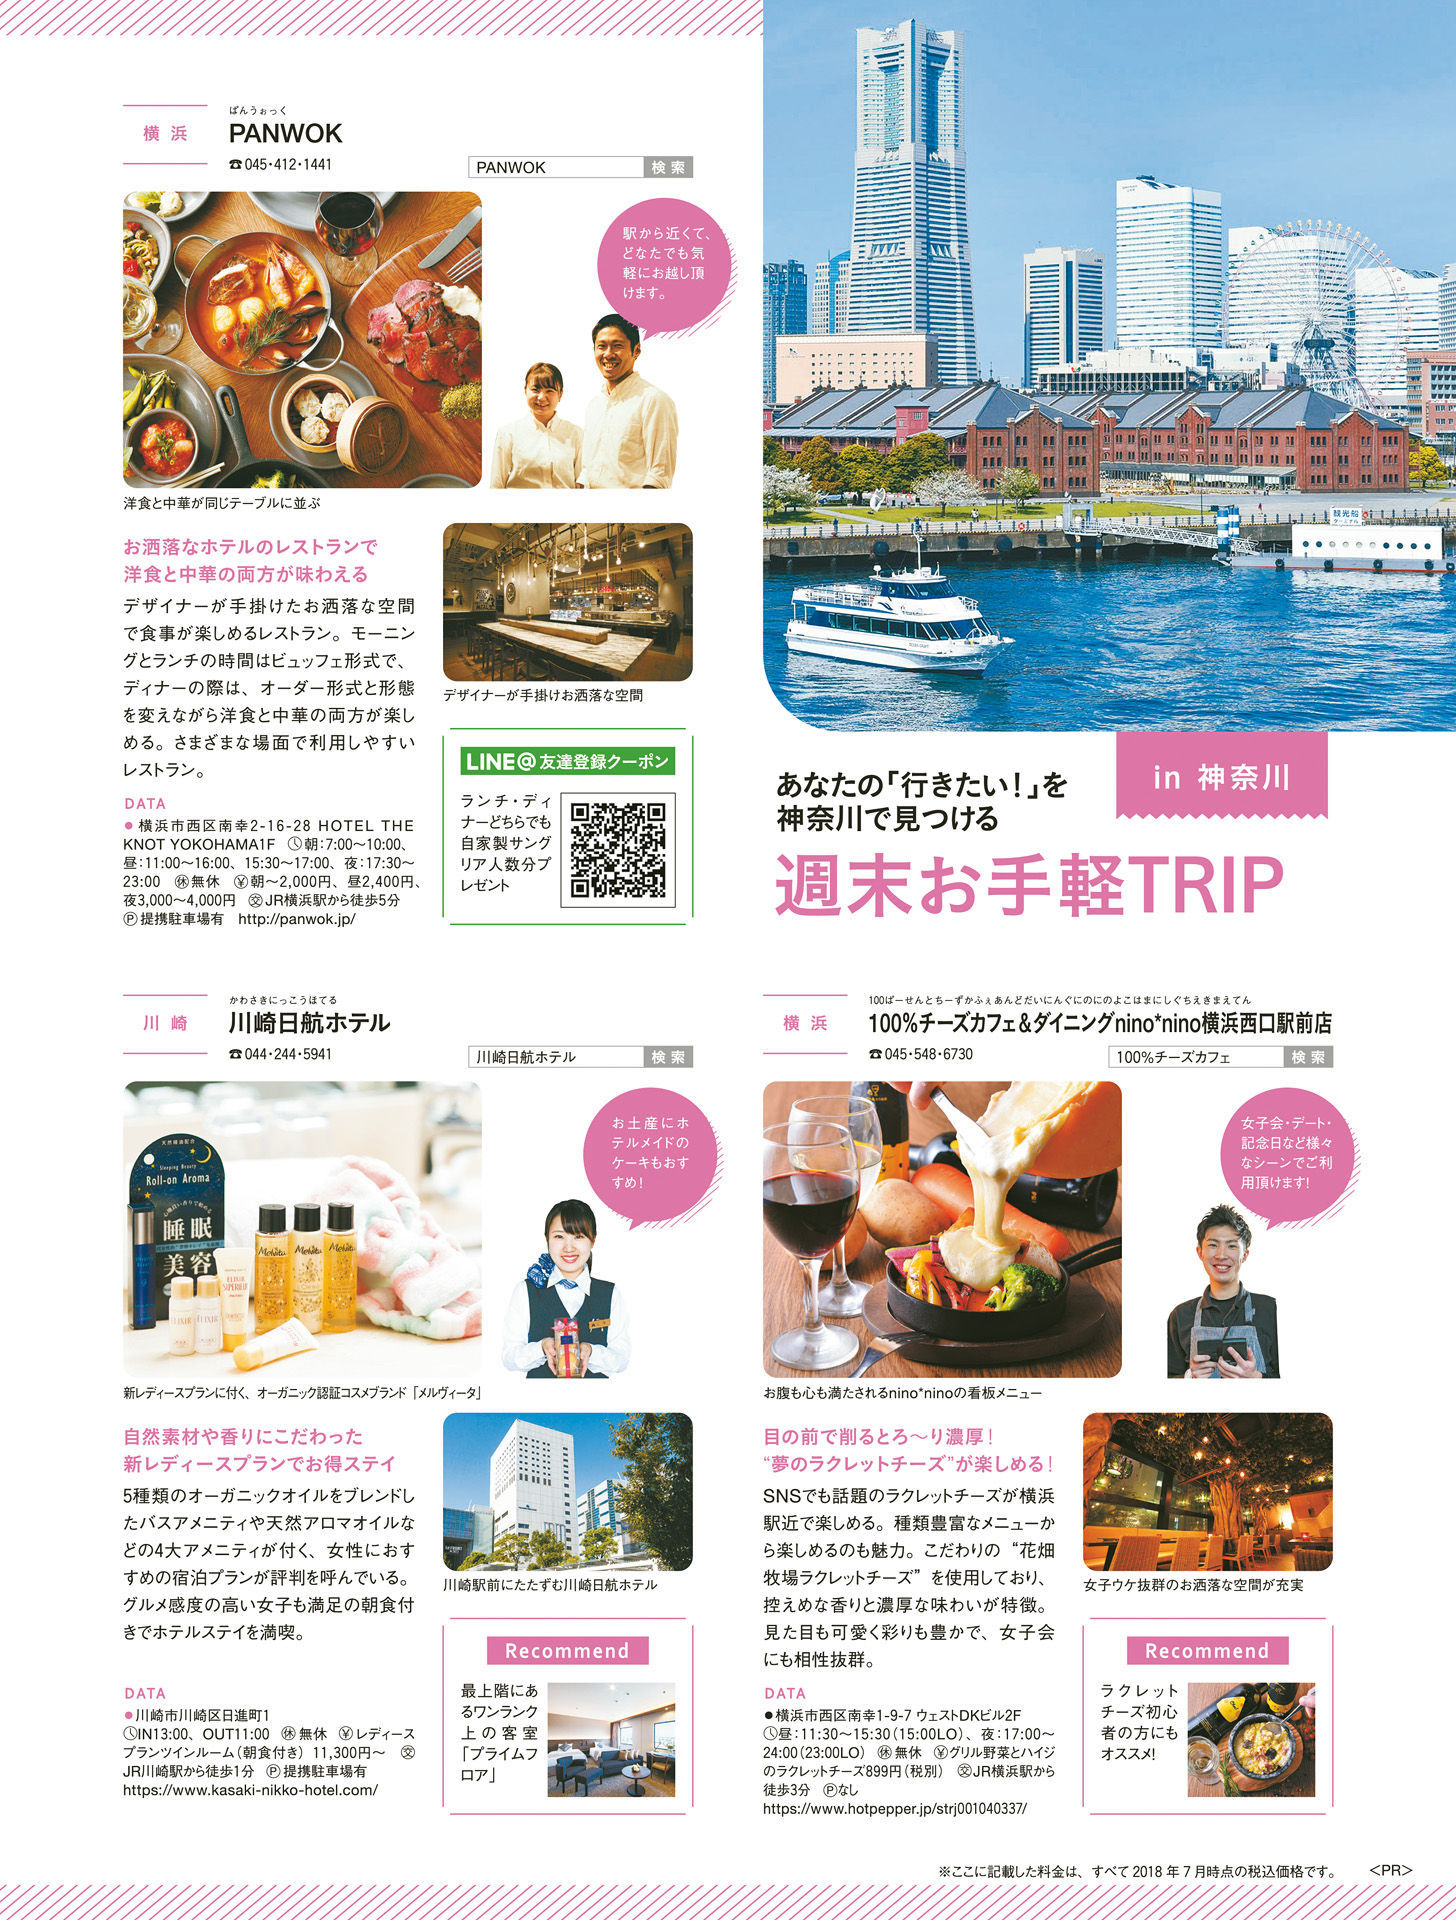 ぱんうぉっく
横浜
PANWOK
☎045・412・1441
PANWOK 検索
駅から近くて、
どなたでも気
軽にお越し頂
けます。
洋食と中華が同じテーブルに並ぶ
お洒落なホテルのレストランで
洋食と中華の両方が味わえる
デザイナーが手掛けたお洒落な空間
で食事が楽しめるレストラン。モーニン
グとランチの時間はビュッフェ形式で、
ディナーの際は、オーダー形式と形態
を変えながら洋食と中華の両方が楽し
める。さまざまな場面で利用しやすい
レストラン。
デザイナーが手掛けお洒落な空間
LINE@友達登録クーポン
ランチ・ディ
ナーどちらでも
自家製サング
リア人数分プ
レゼント
DATA
●横浜市西区南幸2-16-28 HOTEL THE
KNOT YOKOHAMA1F 朝：7:00～10:00、
昼：11:00～16:00、15:30～17:00、夜：17:30～
23:00 ㊡無休 ¥朝～2,000円、昼2,400円、
夜3,000～4,000円 交JR横浜駅から徒歩5分
Ⓟ提携駐車場有 http://panwok.jp/
観光船
ターミナル
in 神奈川
あなたの「行きたい！」を
神奈川で見つける
週末お手軽TRIP
かわさきにっこうほてる
川崎
川崎日航ホテル
☎044・244・5941
川崎日航ホテル 検索
お土産にホ
テルメイドの
ケーキもおす
すめ！
天然精油配合
Sleeping Beauty
Roll-on Aroma
睡眠
美容
Melvita
ELIXIR
SUPERIEUR
ELIXIR
新レディースプランに付く、オーガニック認証コスメブランド「メルヴィータ」
自然素材や香りにこだわった
新レディースプランでお得ステイ
5種類のオーガニックオイルをブレンドし
たバスアメニティや天然アロマオイルな
どの4大アメニティが付く、女性におす
すめの宿泊プランが評判を呼んでいる。
グルメ感度の高い女子も満足の朝食付
きでホテルステイを満喫。
川崎駅前にたたずむ川崎日航ホテル
Recommend
最上階にあ
るワンランク
上の客室
「プライムフ
ロア」
DATA
●川崎市川崎区日進町1
IN13:00、OUT11:00 ㊡無休 ¥レディース
プランツインルーム（朝食付き）11,300円～ 交
JR川崎駅から徒歩1分 Ⓟ提携駐車場有
https://www.kasaki-nikko-hotel.com/
100ぱーせんとちーずかふぇあんどだいにんぐにのにのよこはまにしぐちえきまえてん
横浜
100%チーズカフェ＆ダイニングnino*nino横浜西口駅前店
☎045・548・6730
100%チーズカフェ 検索
女子会・デート・
記念日など様々
なシーンでご利
用頂けます！
お腹も心も満たされるnino*ninoの看板メニュー
目の前で削るとろ～り濃厚！
“夢のラクレットチーズ”が楽しめる！
SNSでも話題のラクレットチーズが横浜
駅近で楽しめる。種類豊富なメニューか
ら楽しめるのも魅力。こだわりの“花畑
牧場ラクレットチーズ”を使用しており、
控えめな香りと濃厚な味わいが特徴。
見た目も可愛く彩りも豊かで、女子会
にも相性抜群。
女子ウケ抜群のお洒落な空間が充実
Recommend
ラクレット
チーズ初心
者の方にも
オススメ！
DATA
●横浜市西区南幸1-9-7 ウェストDKビル2F
昼：11:30～15:30（15:00LO）、夜：17:00～
24:00（23:00LO） ㊡無休 ¥グリル野菜とハイジ
のラクレットチーズ899円（税別） 交JR横浜駅から
徒歩3分 Ⓟなし
https://www.hotpepper.jp/strj001040337/
※ここに記載した料金は、すべて2018年7月時点の税込価格です。 ＜PR＞